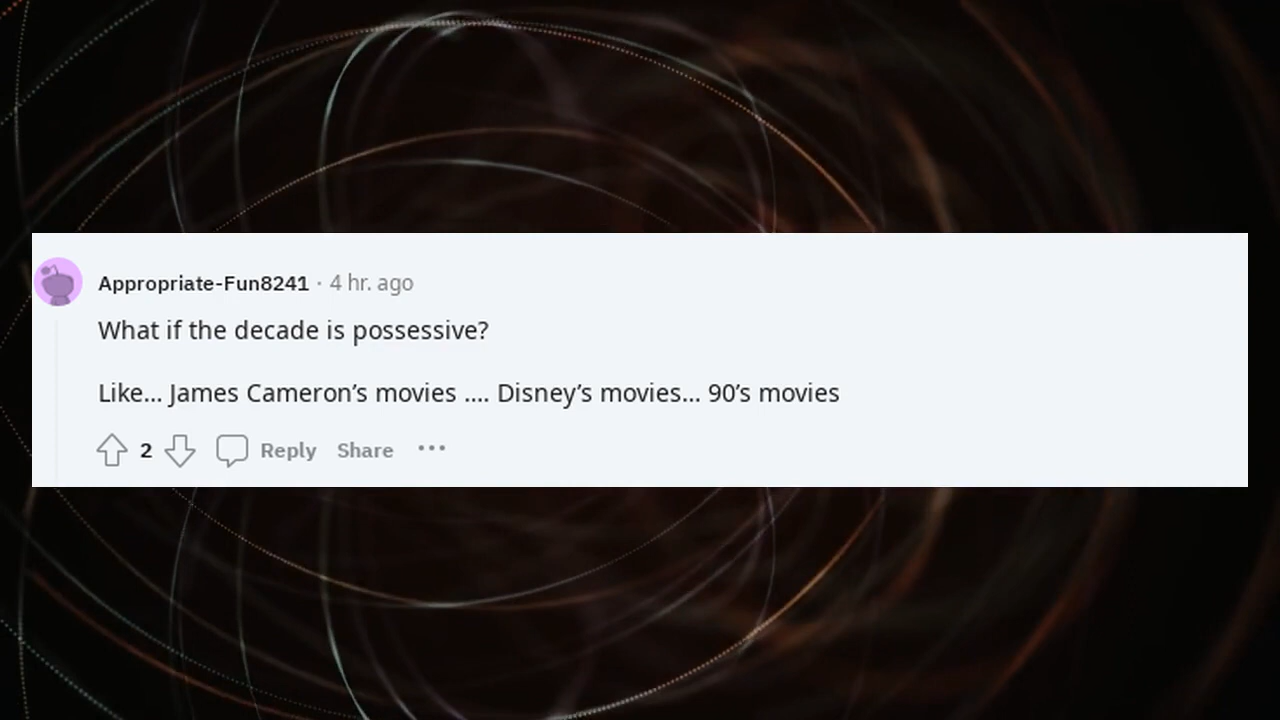 Appropriate-Fun8241 · 4 hr. ago
What if the decade is possessive?
Like... James Cameron’s movies .... Disney’s movies... 90’s movies
2 Reply Share ···